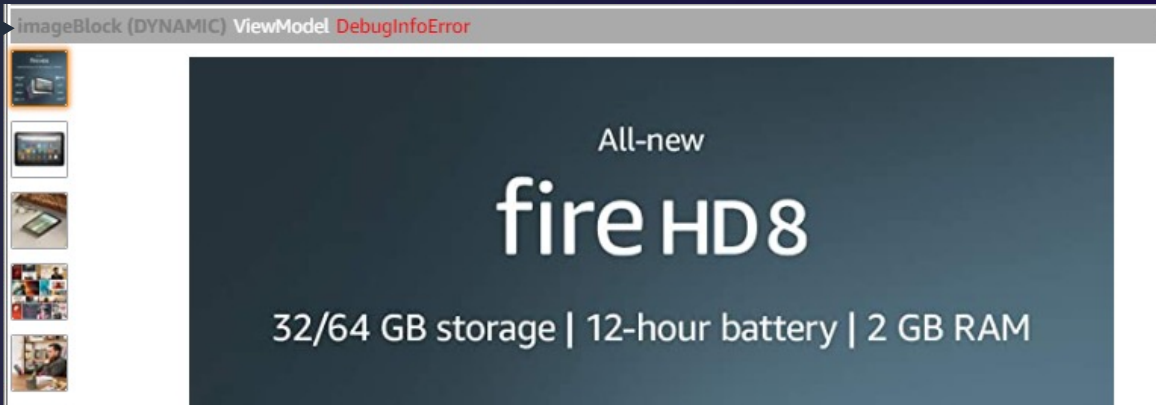 imageBlock (DYNAMIC) ViewModel DebugInfoError
All-new
fire HD 8
32/64 GB storage | 12-hour battery | 2 GB RAM